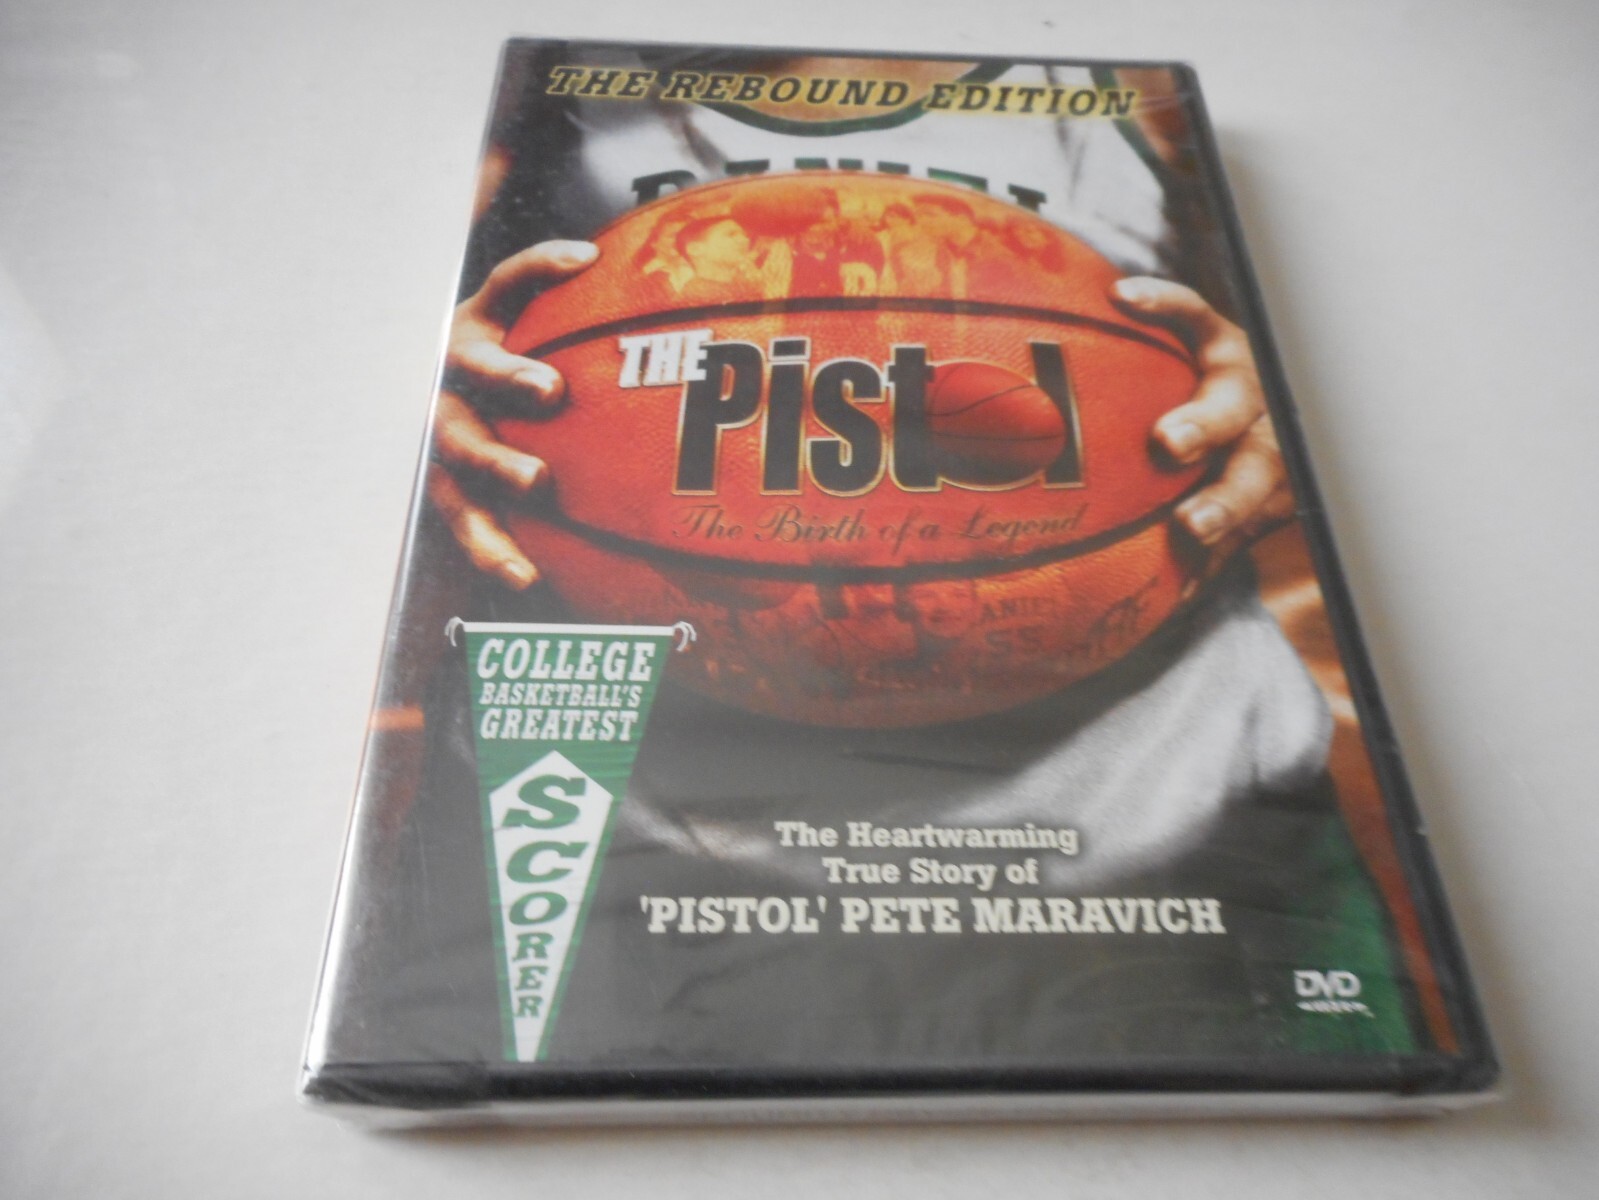 THE REBOUND EDITION
THE
Pistol
The Birth of a Legend
COLLEGE
BASKETBALL'S
GREATEST
SCORER
The Heartwarming
True Story of
'PISTOL' PETE MARAVICH
DVD